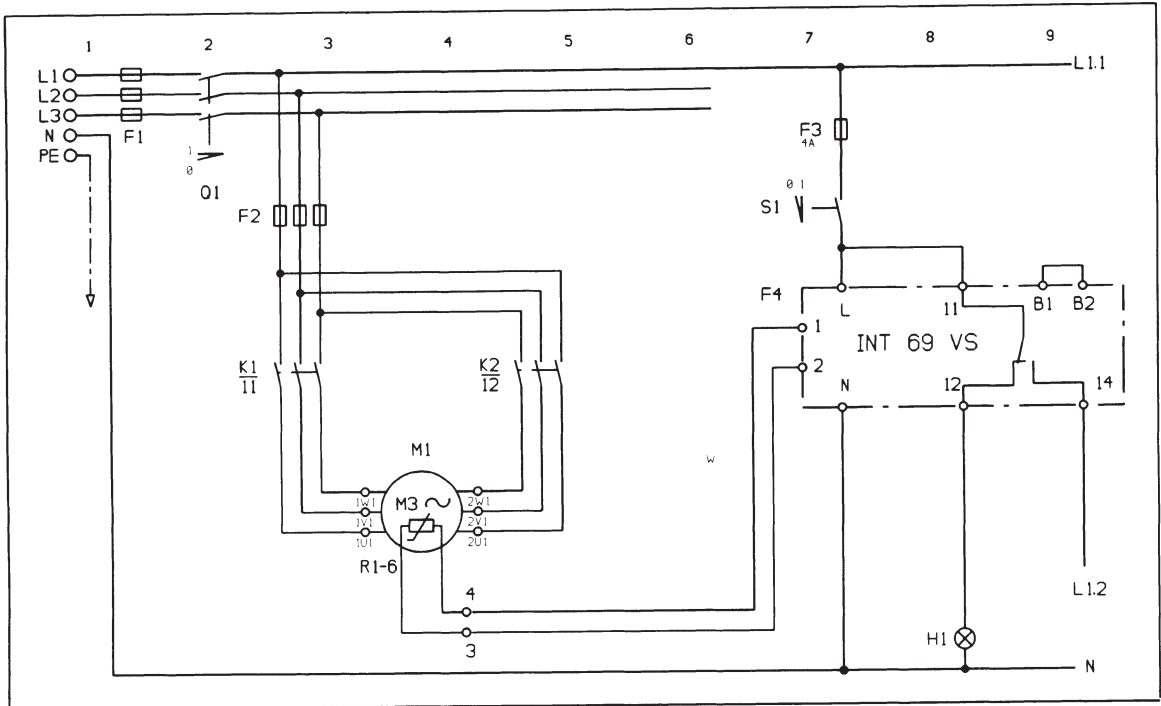 1 2 3 4 5 6 7 8 9
L1
L2
L3
N
PE
F1
1
0
Q1
L1.1
F3
4A
0 1
S1
F2
F4
L
11
B1
B2
1
INT 69 VS
2
N
12
14
K1
11
K2
12
M1
W
M3
1W1
1V1
1U1
2W1
2V1
2U1
R1-6
4
3
L1.2
H1
N